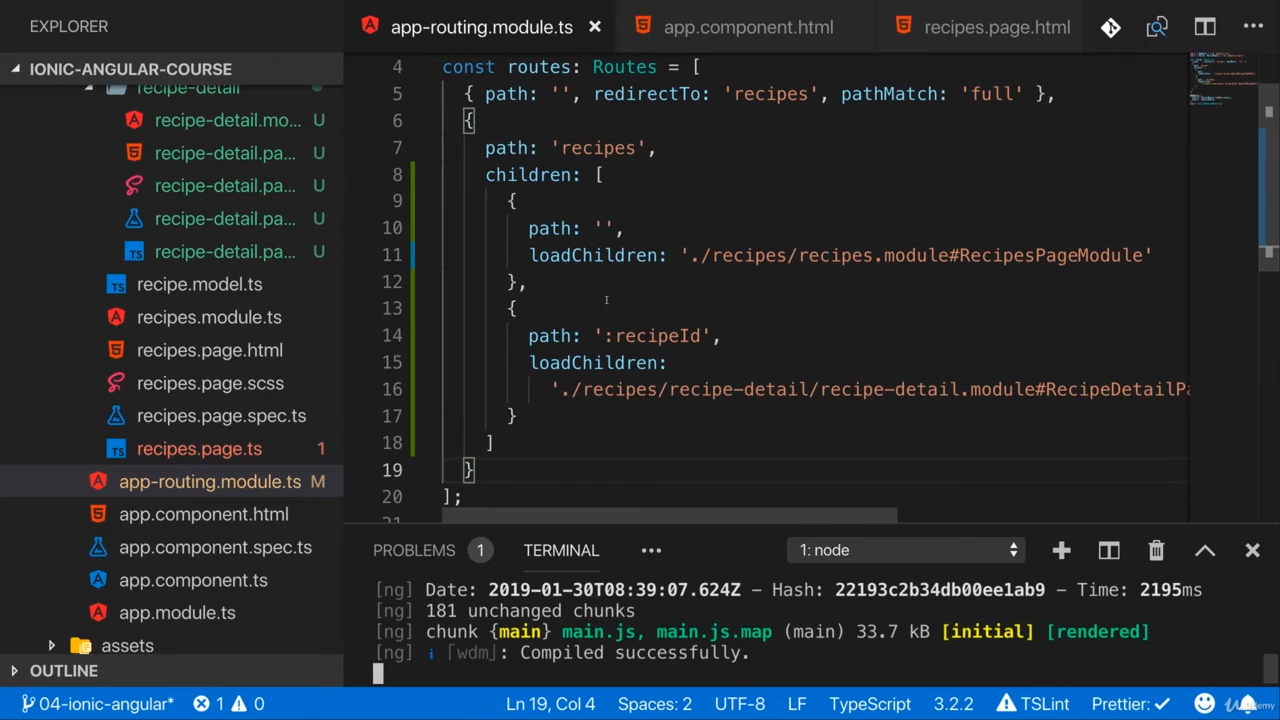 EXPLORER
IONIC-ANGULAR-COURSE
recipe-detail
recipe-detail.mo... U
recipe-detail.pa... U
recipe-detail.pa... U
recipe-detail.pa... U
recipe-detail.pa... U
TS recipe.model.ts
recipes.module.ts
recipes.page.html
recipes.page.scss
recipes.page.spec.ts
TS recipes.page.ts 1
app-routing.module.ts M
app.component.html
app.component.spec.ts
app.component.ts
app.module.ts
assets
OUTLINE
app-routing.module.ts
app.component.html
recipes.page.html
4 const routes: Routes = [
5 { path: '', redirectTo: 'recipes', pathMatch: 'full' },
6 {
7 path: 'recipes',
8 children: [
9 {
10 path: '',
11 loadChildren: './recipes/recipes.module#RecipesPageModule'
12 },
13 {
14 path: ':recipeId',
15 loadChildren:
16 './recipes/recipe-detail/recipe-detail.module#RecipeDetailPa
17 }
18 ]
19 }
20 ];
21
PROBLEMS 1 TERMINAL ... 1: node
[ng] Date: 2019-01-30T08:39:07.624Z - Hash: 22193c2b34db00ee1ab9 - Time: 2195ms
[ng] 181 unchanged chunks
chunk {main} main.js, main.js.map (main) 33.7 kB [initial] [rendered]
[ng] ℹ ｢wdm｣: Compiled successfully.
04-ionic-angular* 1 0 Ln 19, Col 4 Spaces: 2 UTF-8 LF TypeScript 3.2.2 TSLint Prettier: ✓
Udemy